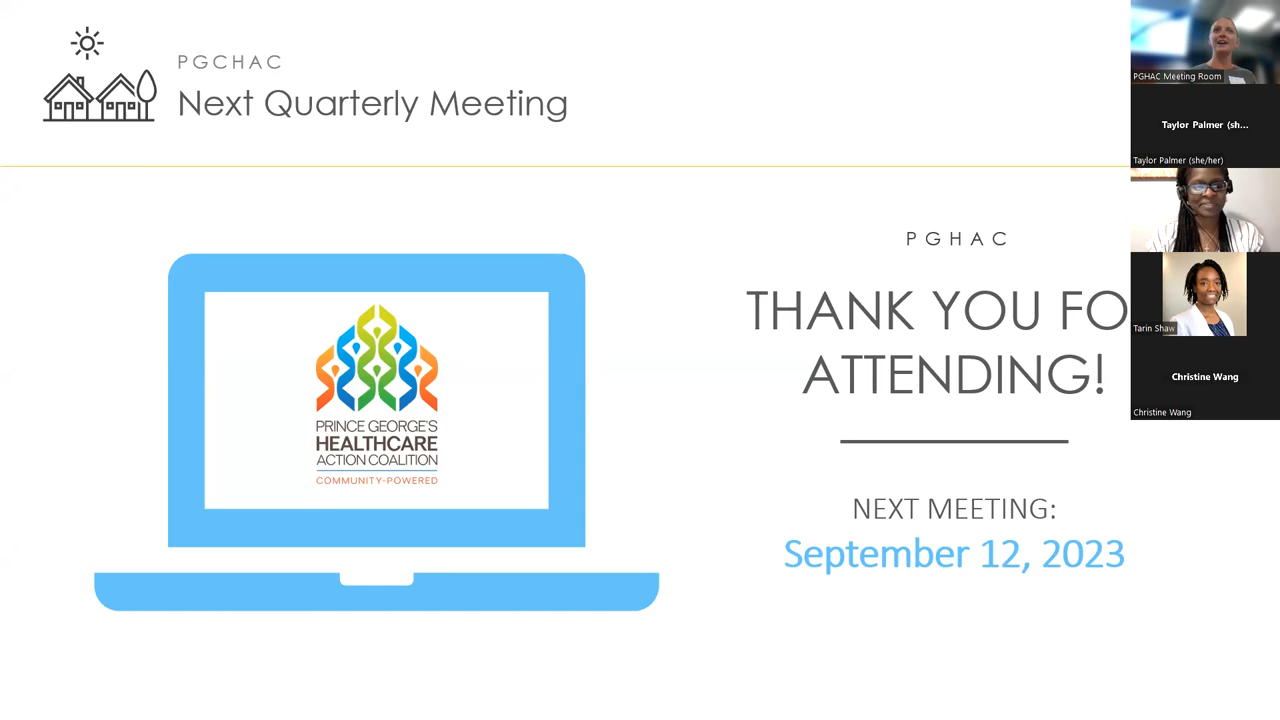 PGCHAC
Next Quarterly Meeting
PGHAC
THANK YOU FO
ATTENDING!
NEXT MEETING:
September 12, 2023
PRINCE GEORGE'S
HEALTHCARE
ACTION COALITION
COMMUNITY-POWERED
PGHAC Meeting Room
Taylor Palmer (sh...
Taylor Palmer (she/her)
Tarin Shaw
Christine Wang
Christine Wang